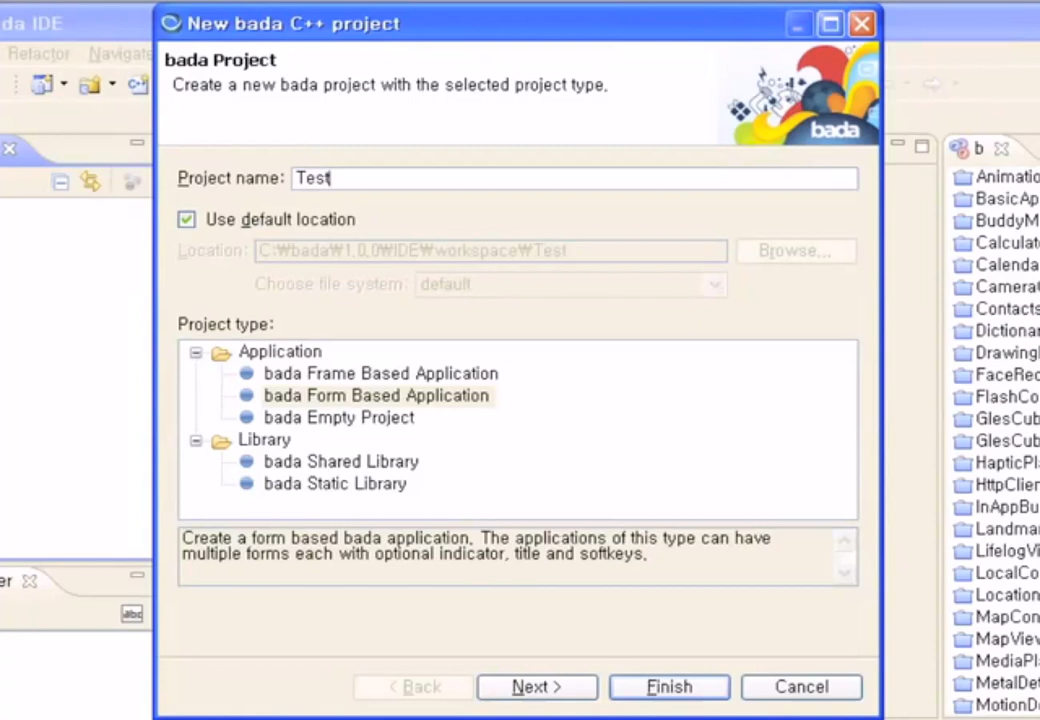 da IDE
New bada C++ project
Refactor Navigate
bada Project
Create a new bada project with the selected project type.
bada
b
Project name: Test
Use default location
Location: C:₩bada₩1.0.0₩IDE₩workspace₩Test Browse...
Choose file system: default
Project type:
Application
bada Frame Based Application
bada Form Based Application
bada Empty Project
Library
bada Shared Library
bada Static Library
Create a form based bada application. The applications of this type can have
multiple forms each with optional indicator, title and softkeys.
er
abc
< Back Next > Finish Cancel
Animatio
BasicAp
BuddyM
Calculat
Calenda
Camera
Contacts
Dictionar
Drawing
FaceRec
FlashCo
GlesCub
GlesCub
HapticPl
HttpClien
InAppBu
Landmar
LifelogVi
LocalCo
Location
MapCon
MapView
MediaPl
MetalDet
MotionD